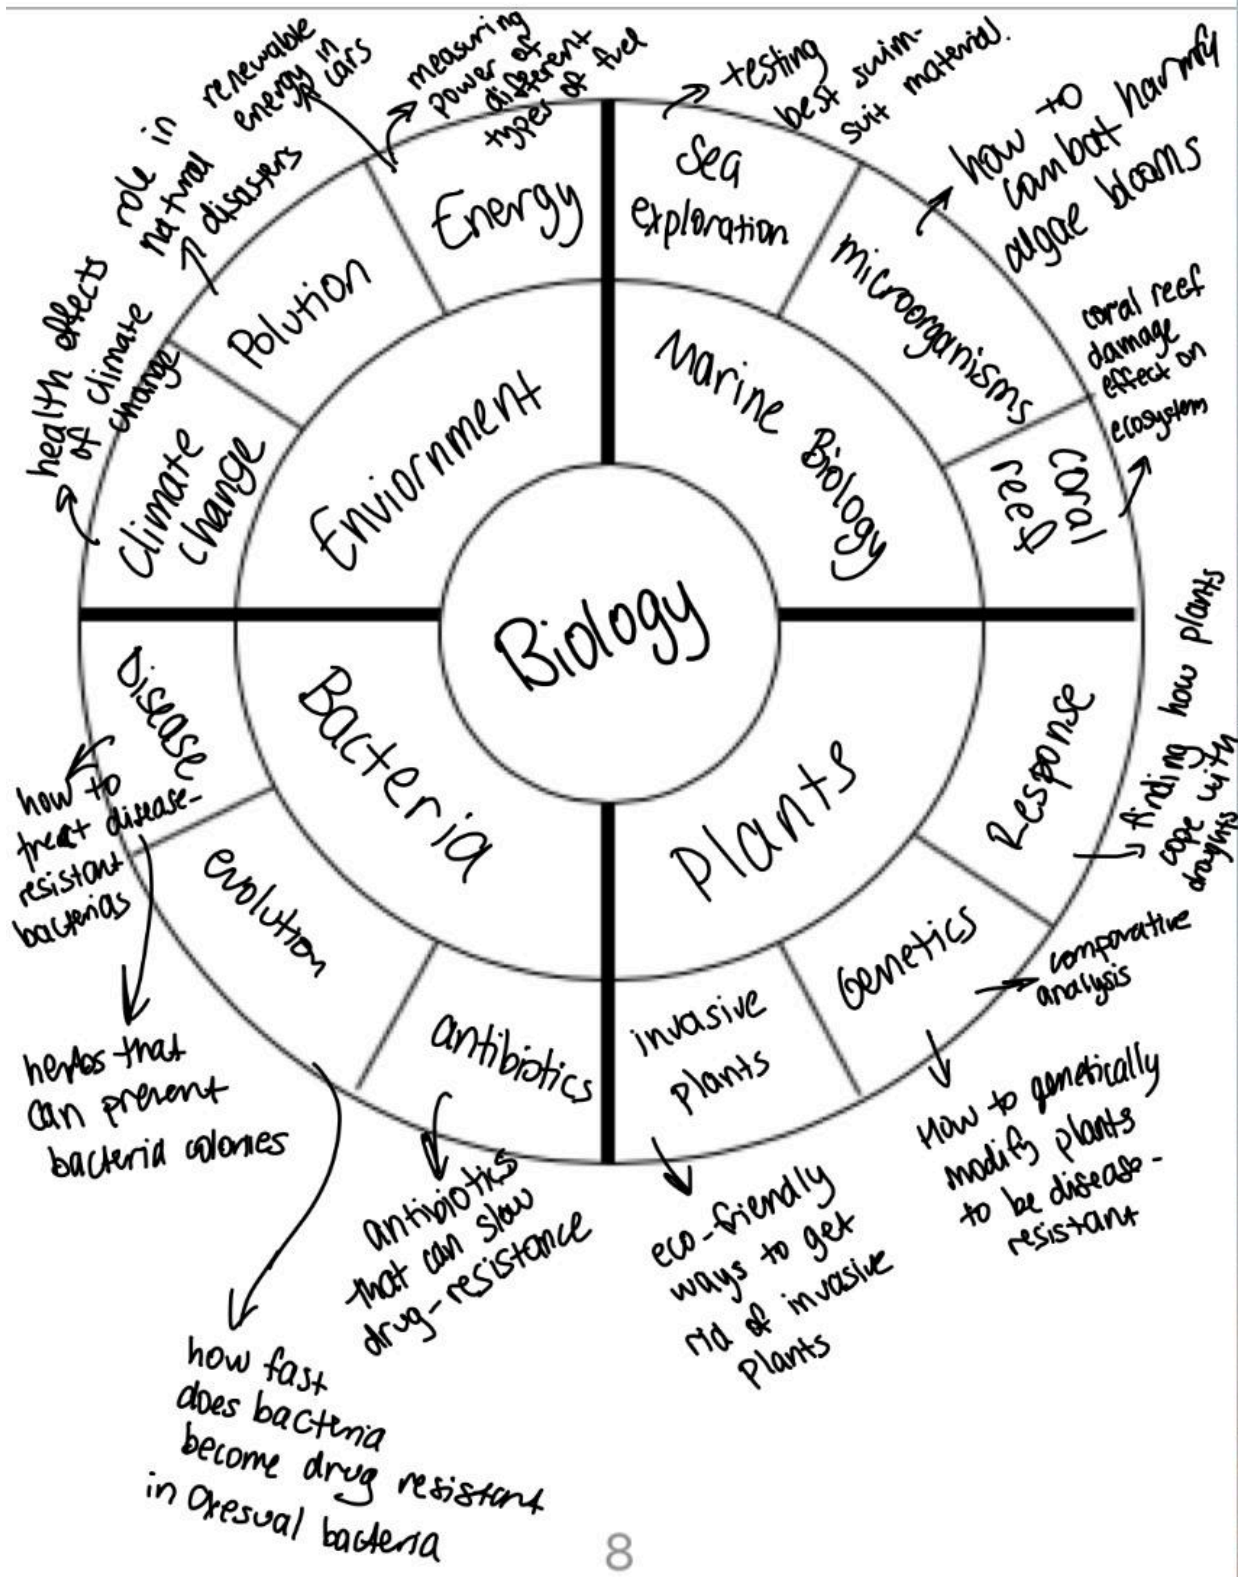 Biology
Enviornment
Marine Biology
Bacteria
Plants
Climate
change
Polution
Energy
Sea
exploration
microorganisms
coral
reef
Response
Genetics
invasive
plants
antibiotics
evolution
Disease
health effects
of climate
change
role in
natural
disasters
renewable
energy in
cars
measuring
power of
different
types of fuel
testing
best swim-
suit material.
how to
combat harmful
algae blooms
coral reef
damage
effect on
ecosystem
finding how plants
cope with
comparative
analysis
How to genetically
modify plants
to be disease-
resistant
eco-friendly
ways to get
rid of invasive
plants
antibiotics
that can slow
drug-resistance
how fast
does bacteria
become drug resistant
in bacteria
how to
treat disease-
resistant
bacterias
herbs that
can prevent
bacteria colonies
8